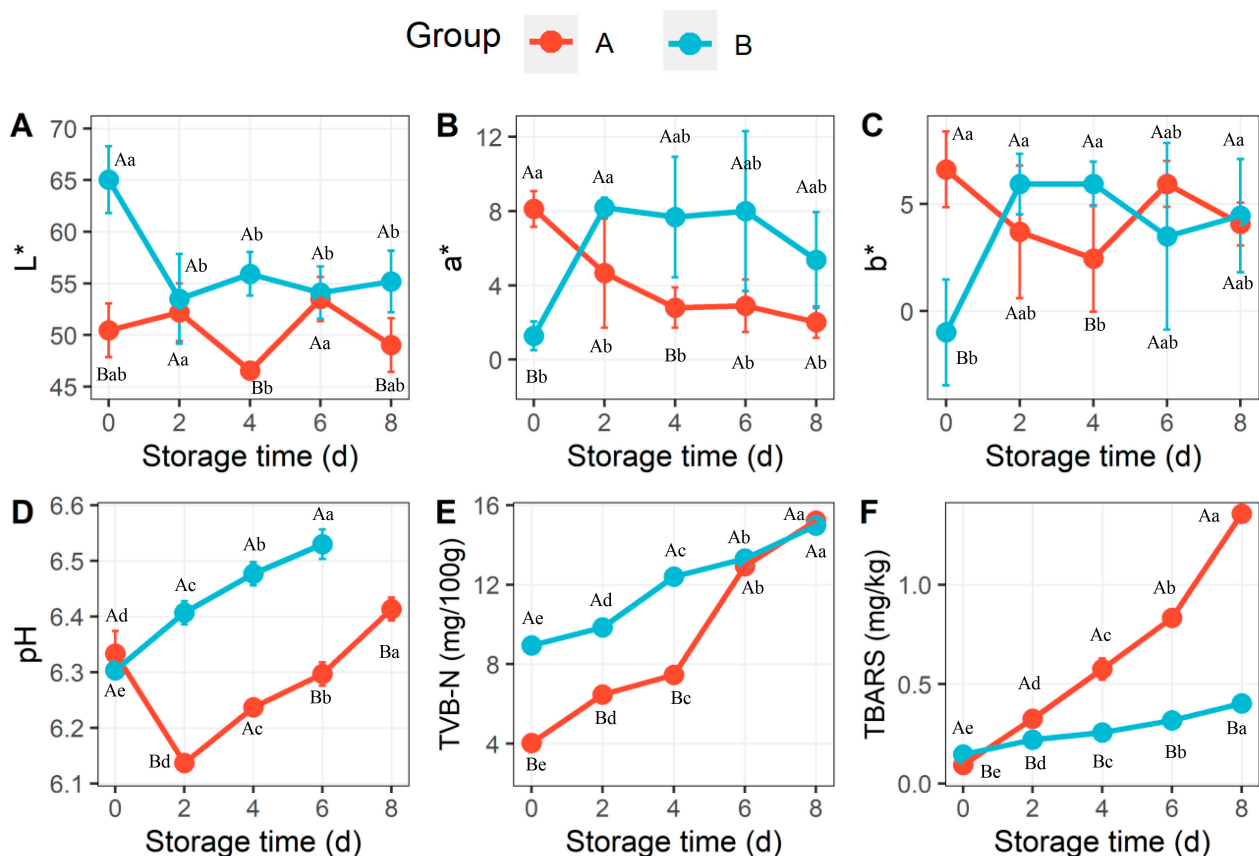 Group A B
A
70
65
60
55
50
45
L*
Aa
Ab
Ab
Ab
Ab
Bab
Aa
Bb
Aa
Bab
0 2 4 6 8
Storage time (d)
B
12
8
4
0
a*
Aa
Aa
Aab
Aab
Aab
Bb
Ab
Bb
Ab
Ab
0 2 4 6 8
Storage time (d)
C
5
0
b*
Aa
Aa
Aa
Aab
Aa
Bb
Aab
Bb
Aab
Aab
0 2 4 6 8
Storage time (d)
D
6.6
6.5
6.4
6.3
6.2
6.1
pH
Ad
Ac
Ab
Aa
Ae
Bd
Ac
Bb
Ba
0 2 4 6 8
Storage time (d)
E
16
12
8
4
TVB-N (mg/100g)
Ae
Ad
Ac
Ab
Aa
Be
Bd
Bc
Ab
Aa
0 2 4 6 8
Storage time (d)
F
1.0
0.5
0.0
TBARS (mg/kg)
Ae
Ad
Ac
Ab
Aa
Be
Bd
Bc
Bb
Ba
0 2 4 6 8
Storage time (d)